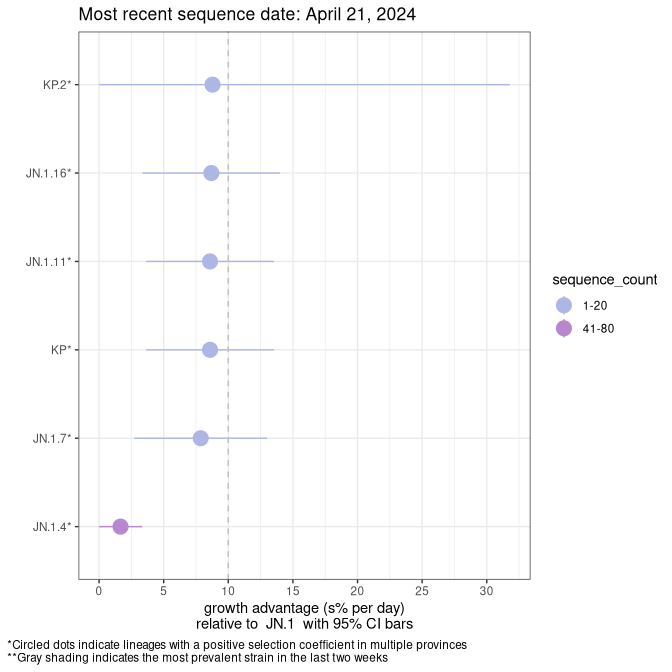 Most recent sequence date: April 21, 2024
KP.2*
JN.1.16*
JN.1.11*
KP*
JN.1.7*
JN.1.4*
0 5 10 15 20 25 30
growth advantage (s% per day)
relative to JN.1 with 95% CI bars
sequence_count
1-20
41-80
*Circled dots indicate lineages with a positive selection coefficient in multiple provinces
**Gray shading indicates the most prevalent strain in the last two weeks